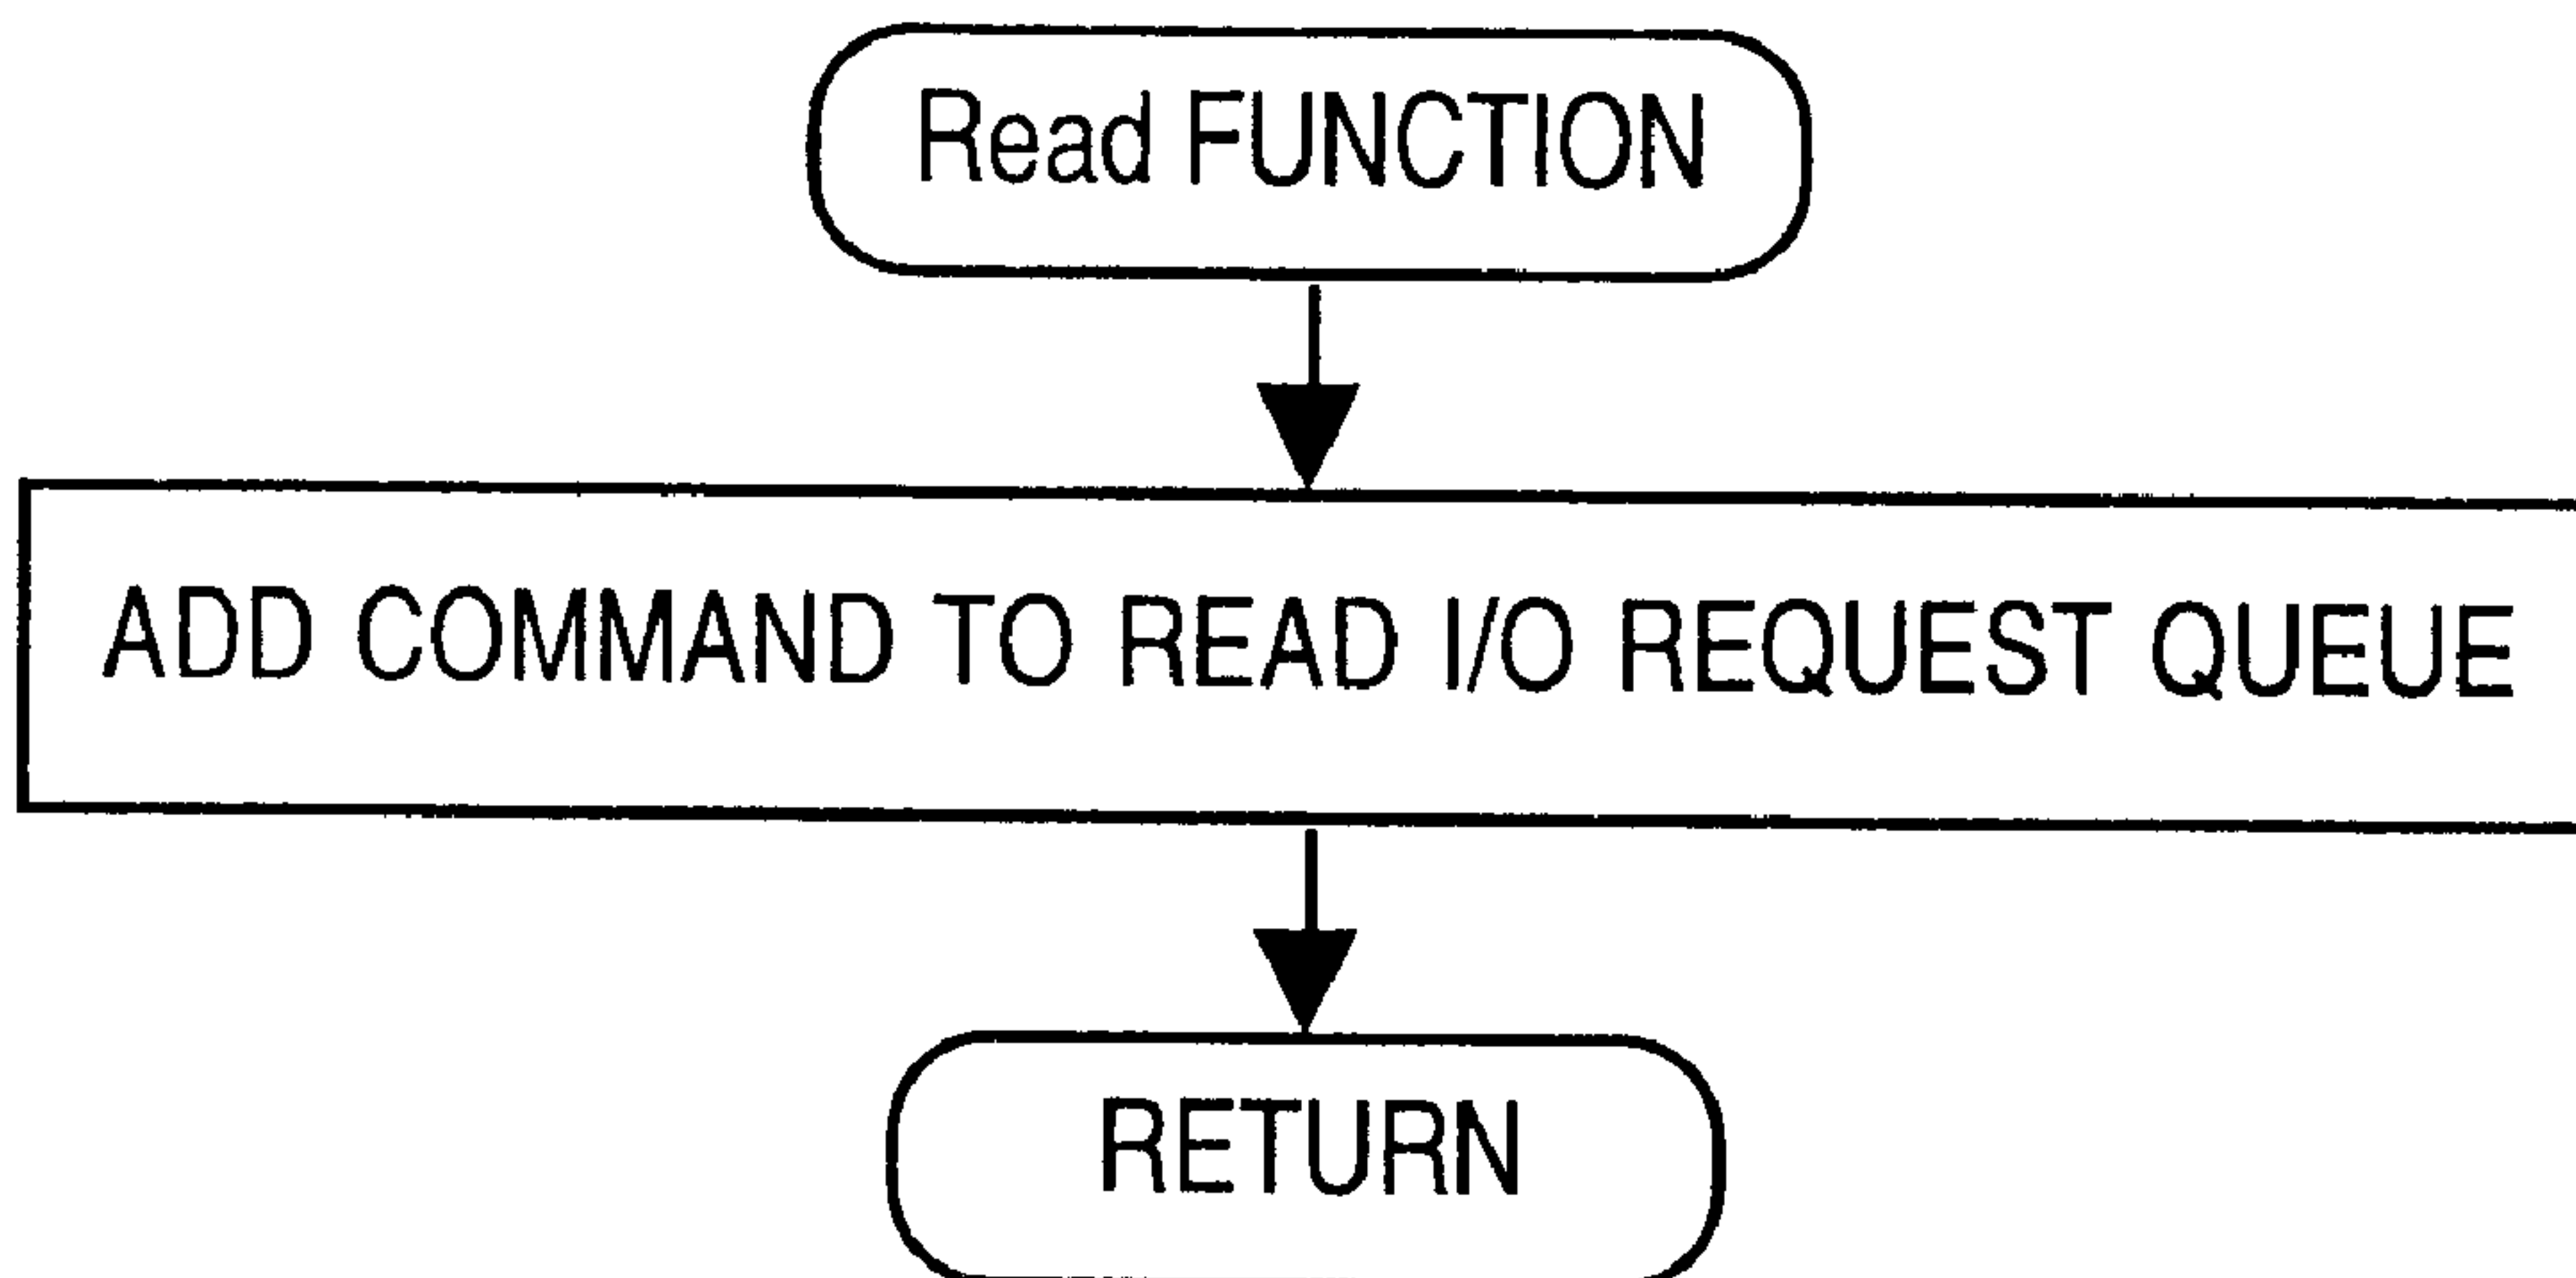 Read FUNCTION
ADD COMMAND TO READ I/O REQUEST QUEUE
RETURN